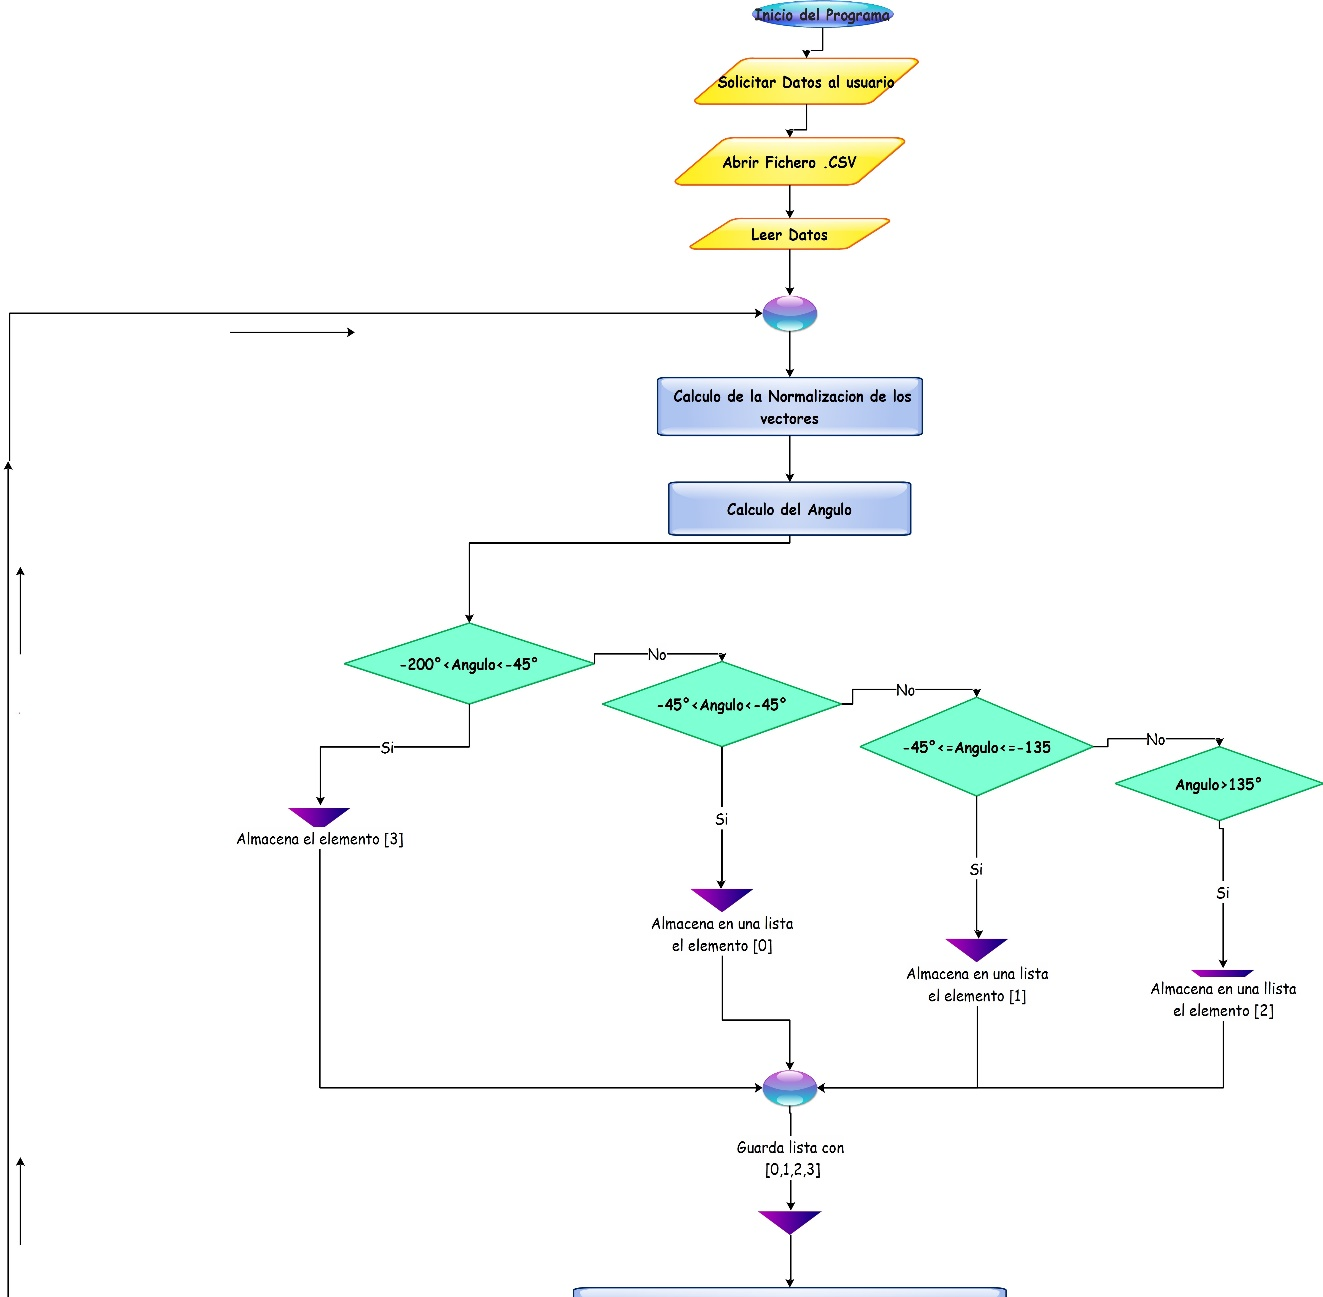 Inicio del Programa
Solicitar Datos al usuario
Abrir Fichero .CSV
Leer Datos
Calculo de la Normalizacion de los
vectores
Calculo del Angulo
-200°<Angulo<-45°
No
-45°<Angulo<-45°
No
-45°<=Angulo<=-135
No
Angulo>135°
Si
Almacena el elemento [3]
Si
Almacena en una lista
el elemento [0]
Si
Almacena en una lista
el elemento [1]
Si
Almacena en una llista
el elemento [2]
Guarda lista con
[0,1,2,3]